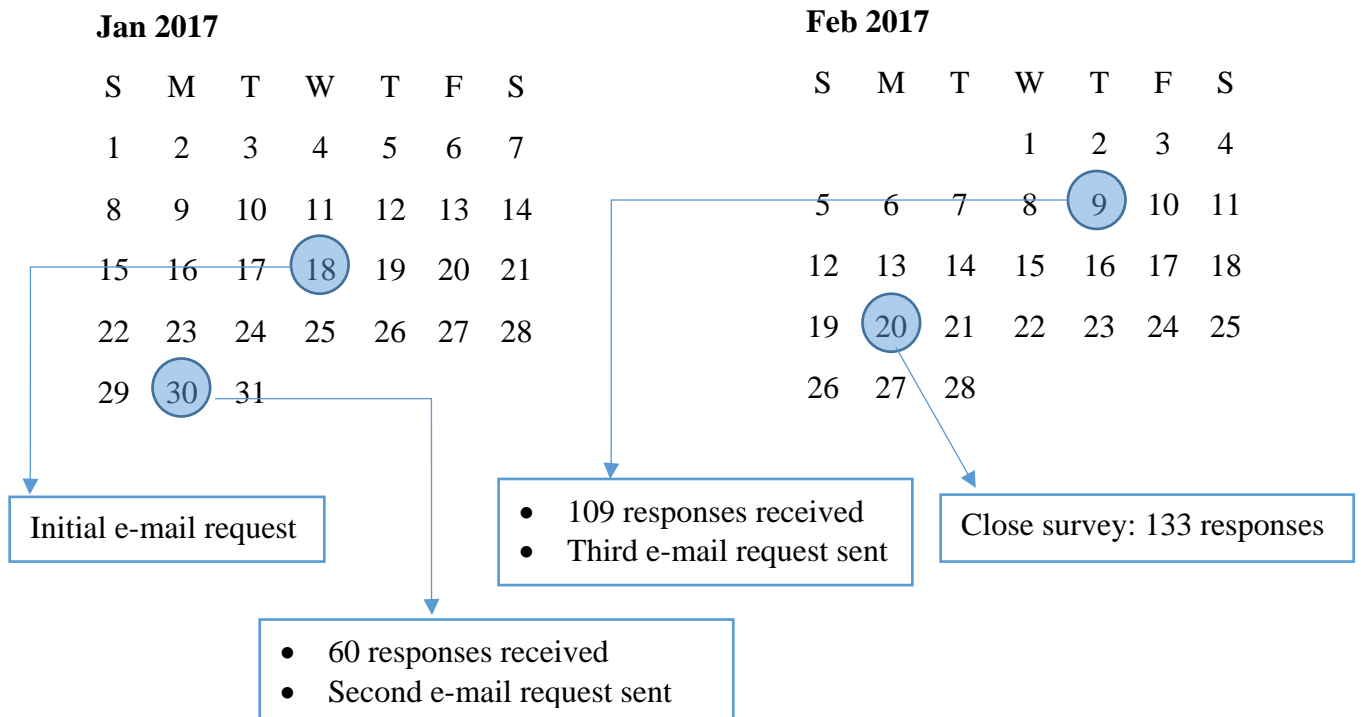 Jan 2017
S M T W T F S
1 2 3 4 5 6 7
8 9 10 11 12 13 14
15 16 17 18 19 20 21
22 23 24 25 26 27 28
29 30 31
Feb 2017
S M T W T F S
1 2 3 4
5 6 7 8 9 10 11
12 13 14 15 16 17 18
19 20 21 22 23 24 25
26 27 28
Initial e-mail request
• 109 responses received
• Third e-mail request sent
Close survey: 133 responses
• 60 responses received
• Second e-mail request sent